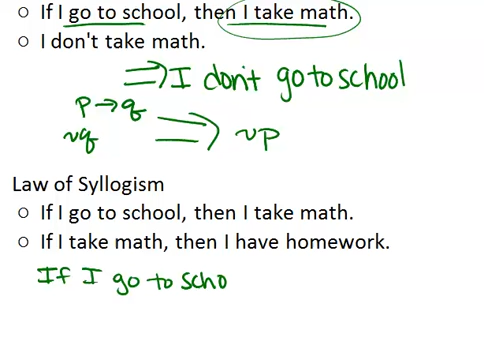 ○ If I go to school, then I take math.
○ I don't take math.
⇒ I don't go to school
p → q
~q ⇒ ~p
Law of Syllogism
○ If I go to school, then I take math.
○ If I take math, then I have homework.
If I go to scho